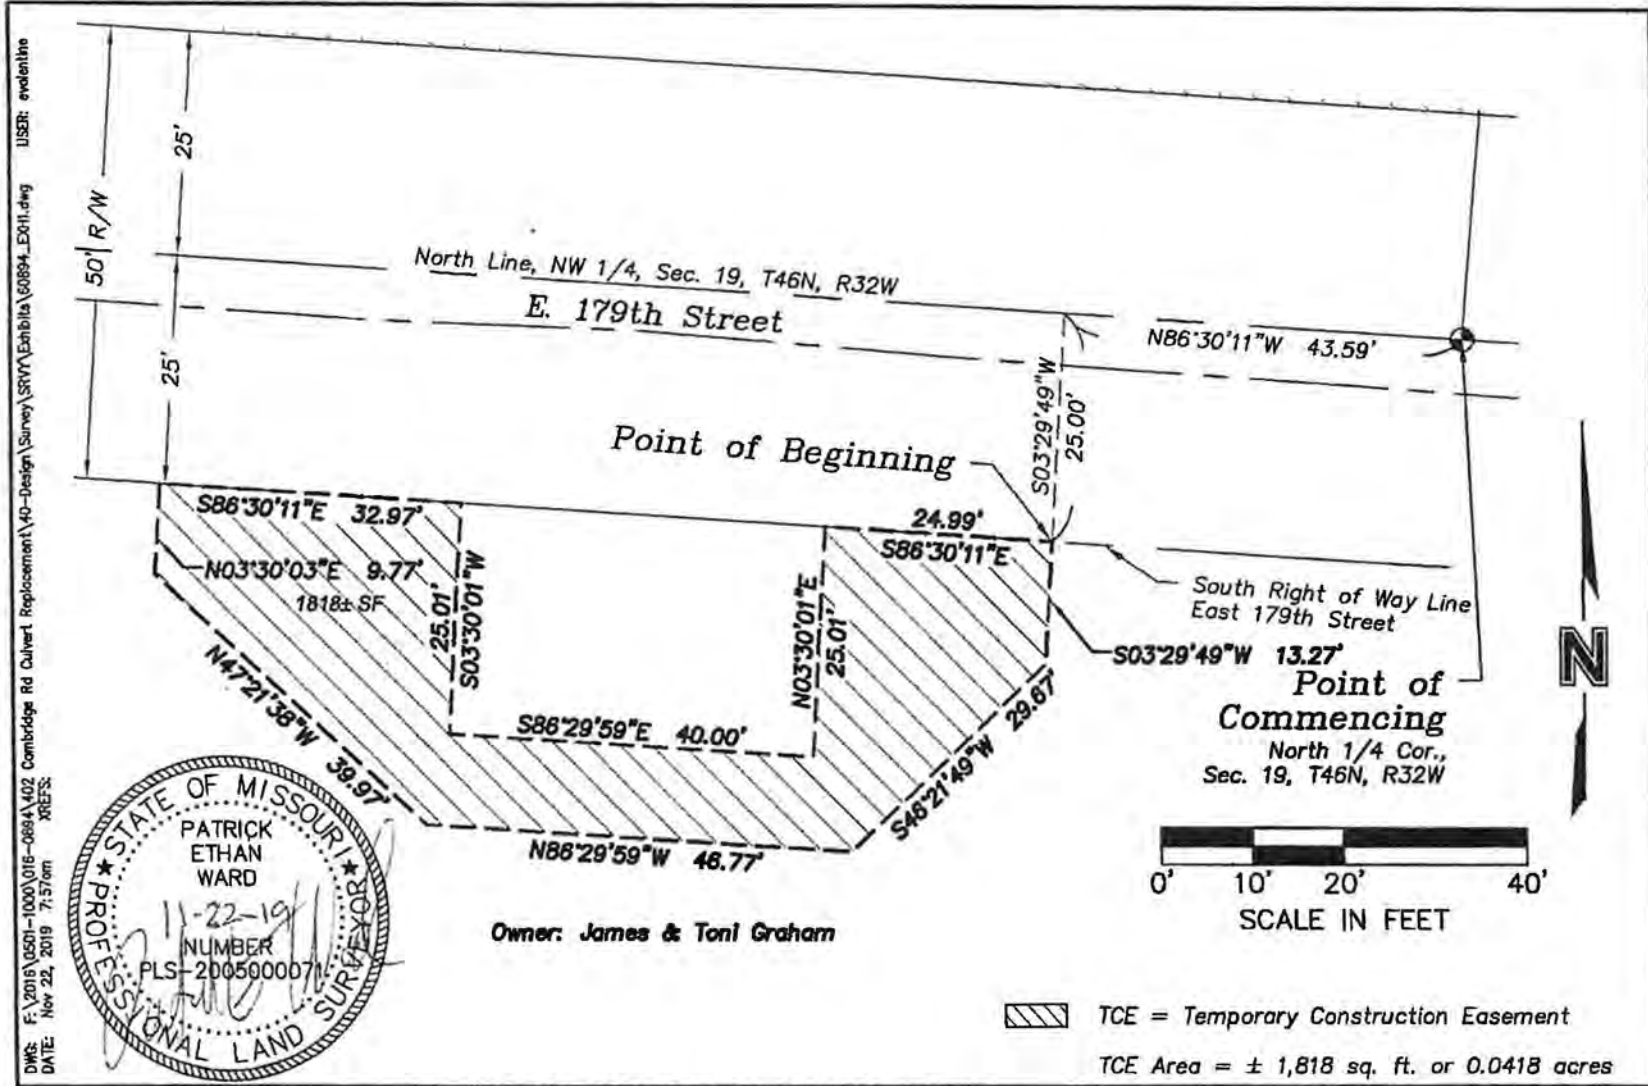 DWG: F:\2016\0501-1000\016-0894\402 Cambridge Rd Culvert Replacement\40-Design\Survey\SRVY\Exhibits\60894_EXH1.dwg USER: evalentine
DATE: Nov 22, 2019 7:57am XREFS:
50' R/W
25'
25'
North Line, NW 1/4, Sec. 19, T46N, R32W
E. 179th Street
N86°30'11"W 43.59'
S03°29'49"W
25.00'
Point of Beginning
S86°30'11"E 32.97'
24.99'
S86°30'11"E
N03°30'03"E 9.77'
1818± SF
25.01'
S03°30'01"W
N03°30'01"E
25.01'
South Right of Way Line
East 179th Street
S03°29'49"W 13.27'
N47°21'38"W 39.97'
S86°29'59"E 40.00'
S46°21'49"W 29.67'
N86°29'59"W 46.77'
Point of
Commencing
North 1/4 Cor.,
Sec. 19, T46N, R32W
N
STATE OF MISSOURI
PATRICK
ETHAN
WARD
11-22-19
NUMBER
PLS-2005000071
PROFESSIONAL LAND SURVEYOR
Owner: James & Toni Graham
0' 10' 20' 40'
SCALE IN FEET
TCE = Temporary Construction Easement
TCE Area = ± 1,818 sq. ft. or 0.0418 acres